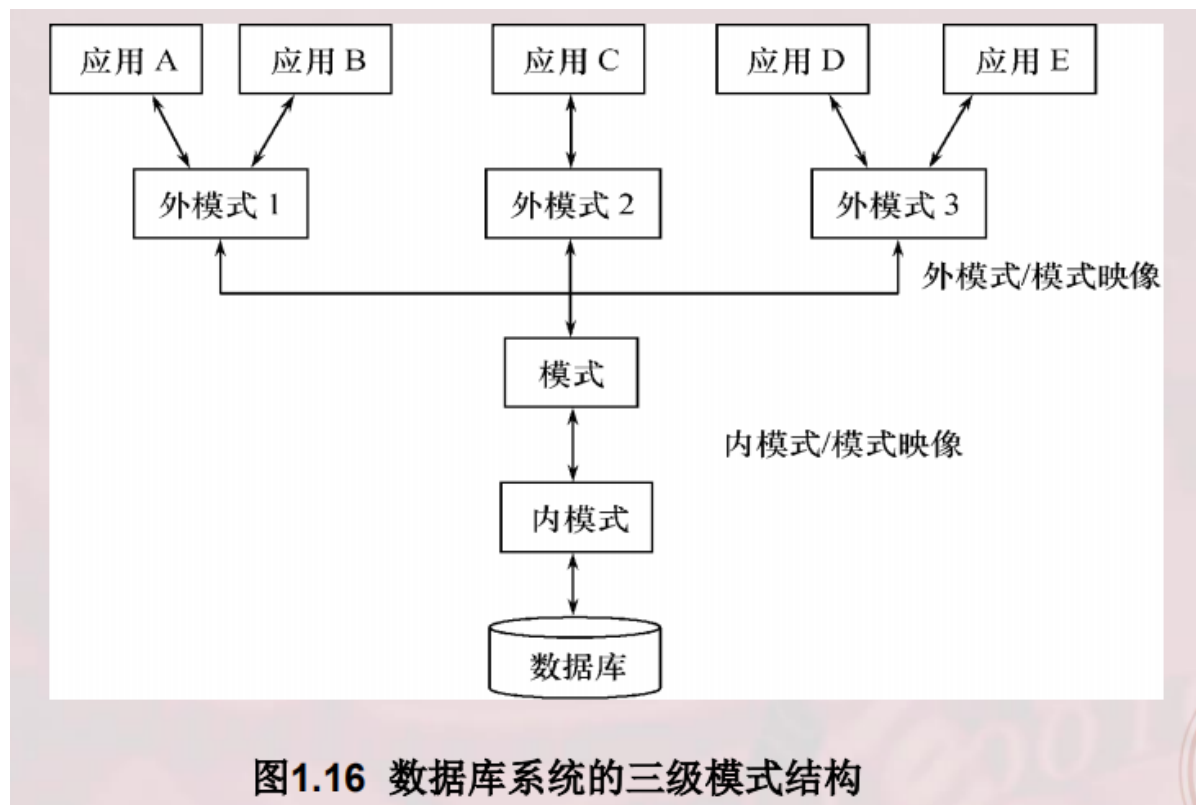 应用 A
应用 B
应用 C
应用 D
应用 E
外模式 1
外模式 2
外模式 3
外模式/模式映像
模式
内模式/模式映像
内模式
数据库
图1.16 数据库系统的三级模式结构